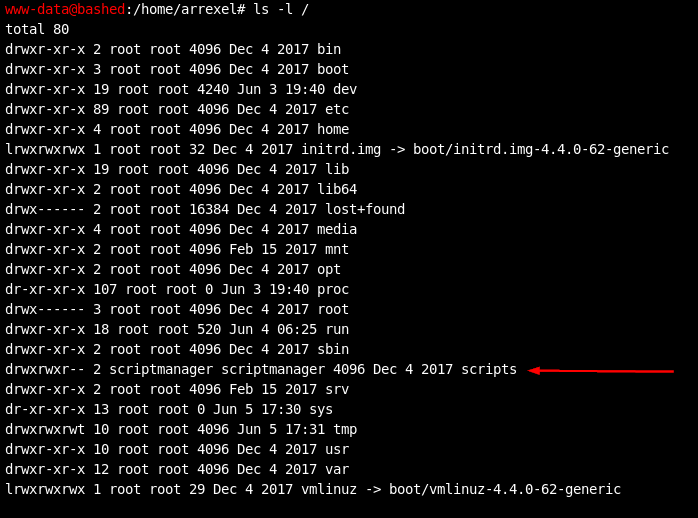 www-data@bashed:/home/arrexel# ls -l /
total 80
drwxr-xr-x 2 root root 4096 Dec 4 2017 bin
drwxr-xr-x 3 root root 4096 Dec 4 2017 boot
drwxr-xr-x 19 root root 4240 Jun 3 19:40 dev
drwxr-xr-x 89 root root 4096 Dec 4 2017 etc
drwxr-xr-x 4 root root 4096 Dec 4 2017 home
lrwxrwxrwx 1 root root 32 Dec 4 2017 initrd.img -> boot/initrd.img-4.4.0-62-generic
drwxr-xr-x 19 root root 4096 Dec 4 2017 lib
drwxr-xr-x 2 root root 4096 Dec 4 2017 lib64
drwx------ 2 root root 16384 Dec 4 2017 lost+found
drwxr-xr-x 4 root root 4096 Dec 4 2017 media
drwxr-xr-x 2 root root 4096 Feb 15 2017 mnt
drwxr-xr-x 2 root root 4096 Dec 4 2017 opt
dr-xr-xr-x 107 root root 0 Jun 3 19:40 proc
drwx------ 3 root root 4096 Dec 4 2017 root
drwxr-xr-x 18 root root 520 Jun 4 06:25 run
drwxr-xr-x 2 root root 4096 Dec 4 2017 sbin
drwxrwxr-- 2 scriptmanager scriptmanager 4096 Dec 4 2017 scripts
drwxr-xr-x 2 root root 4096 Feb 15 2017 srv
dr-xr-xr-x 13 root root 0 Jun 5 17:30 sys
drwxrwxrwt 10 root root 4096 Jun 5 17:31 tmp
drwxr-xr-x 10 root root 4096 Dec 4 2017 usr
drwxr-xr-x 12 root root 4096 Dec 4 2017 var
lrwxrwxrwx 1 root root 29 Dec 4 2017 vmlinuz -> boot/vmlinuz-4.4.0-62-generic